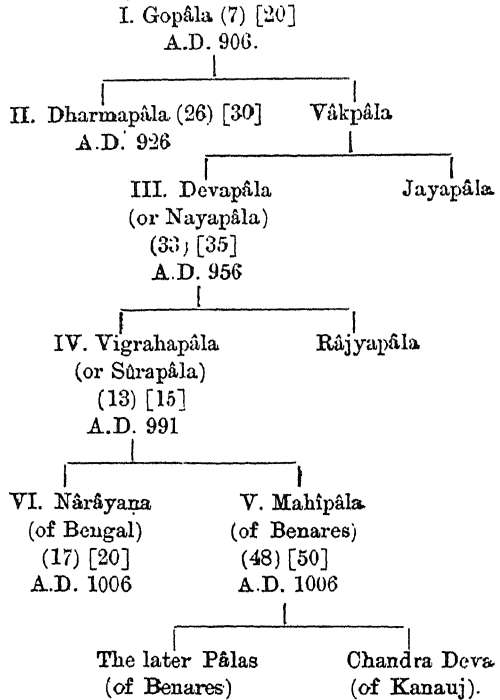 I. Gopâla (7) [20]
A.D. 906.
II. Dharmapâla (26) [30]
A.D. 926
Vâkpâla
III. Devapâla
(or Nayapâla)
(33) [35]
A.D. 956
Jayapâla
IV. Vigrahapâla
(or Sûrapâla)
(13) [15]
A.D. 991
Râjyapâla
VI. Nârâyaṇa
(of Bengal)
(17) [20]
A.D. 1006
V. Mahîpâla
(of Benares)
(48) [50]
A.D. 1006
The later Pâlas
(of Benares)
Chandra Deva
(of Kanauj).